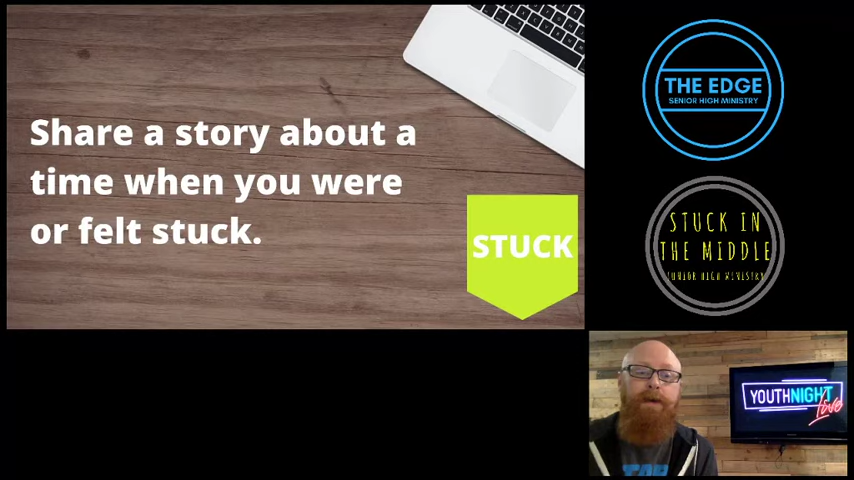 Share a story about a
time when you were
or felt stuck.
STUCK
THE EDGE
SENIOR HIGH MINISTRY
STUCK IN
THE MIDDLE
JUNIOR HIGH MINISTRY
YOUTHNIGHT
Live